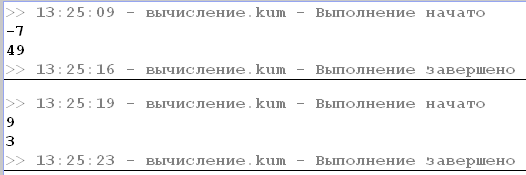 >> 13:25:09 - вычисление.kum - Выполнение начато
-7
49
>> 13:25:16 - вычисление.kum - Выполнение завершено
>> 13:25:19 - вычисление.kum - Выполнение начато
9
3
>> 13:25:23 - вычисление.kum - Выполнение завершено